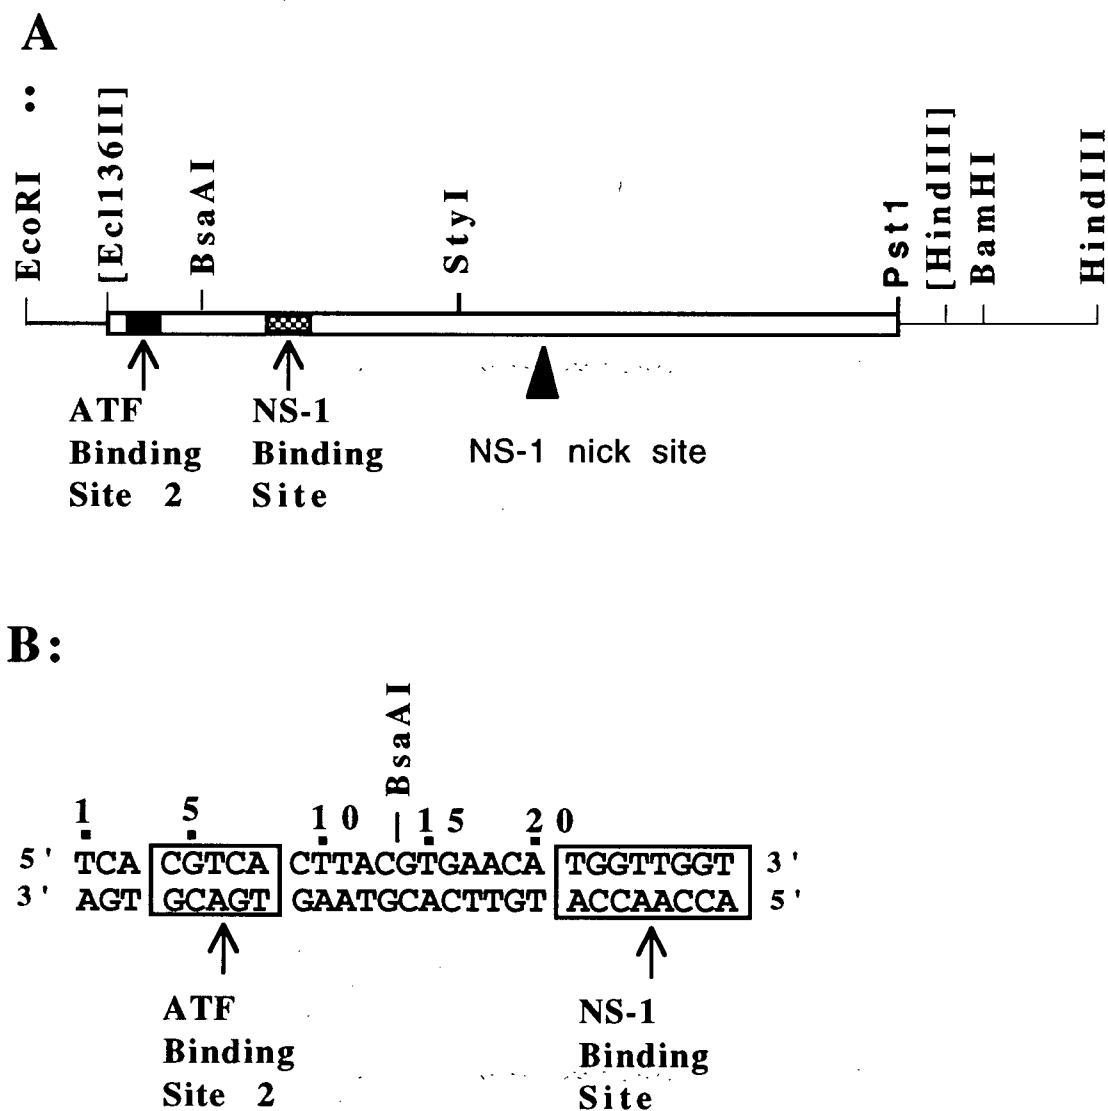 A
:
EcoRI
[Ecl136II]
BsaAI
StyI
Pst1
[HindIII]
BamHI
HindIII
ATF
Binding
Site 2
NS-1
Binding
Site
NS-1 nick site
B:
BsaAI
1 5 10 15 20
5' TCA CGTCA CTTACGTGAACA TGGTTGGT 3'
3' AGT GCAGT GAATGCACTTGT ACCAACCA 5'
ATF
Binding
Site 2
NS-1
Binding
Site